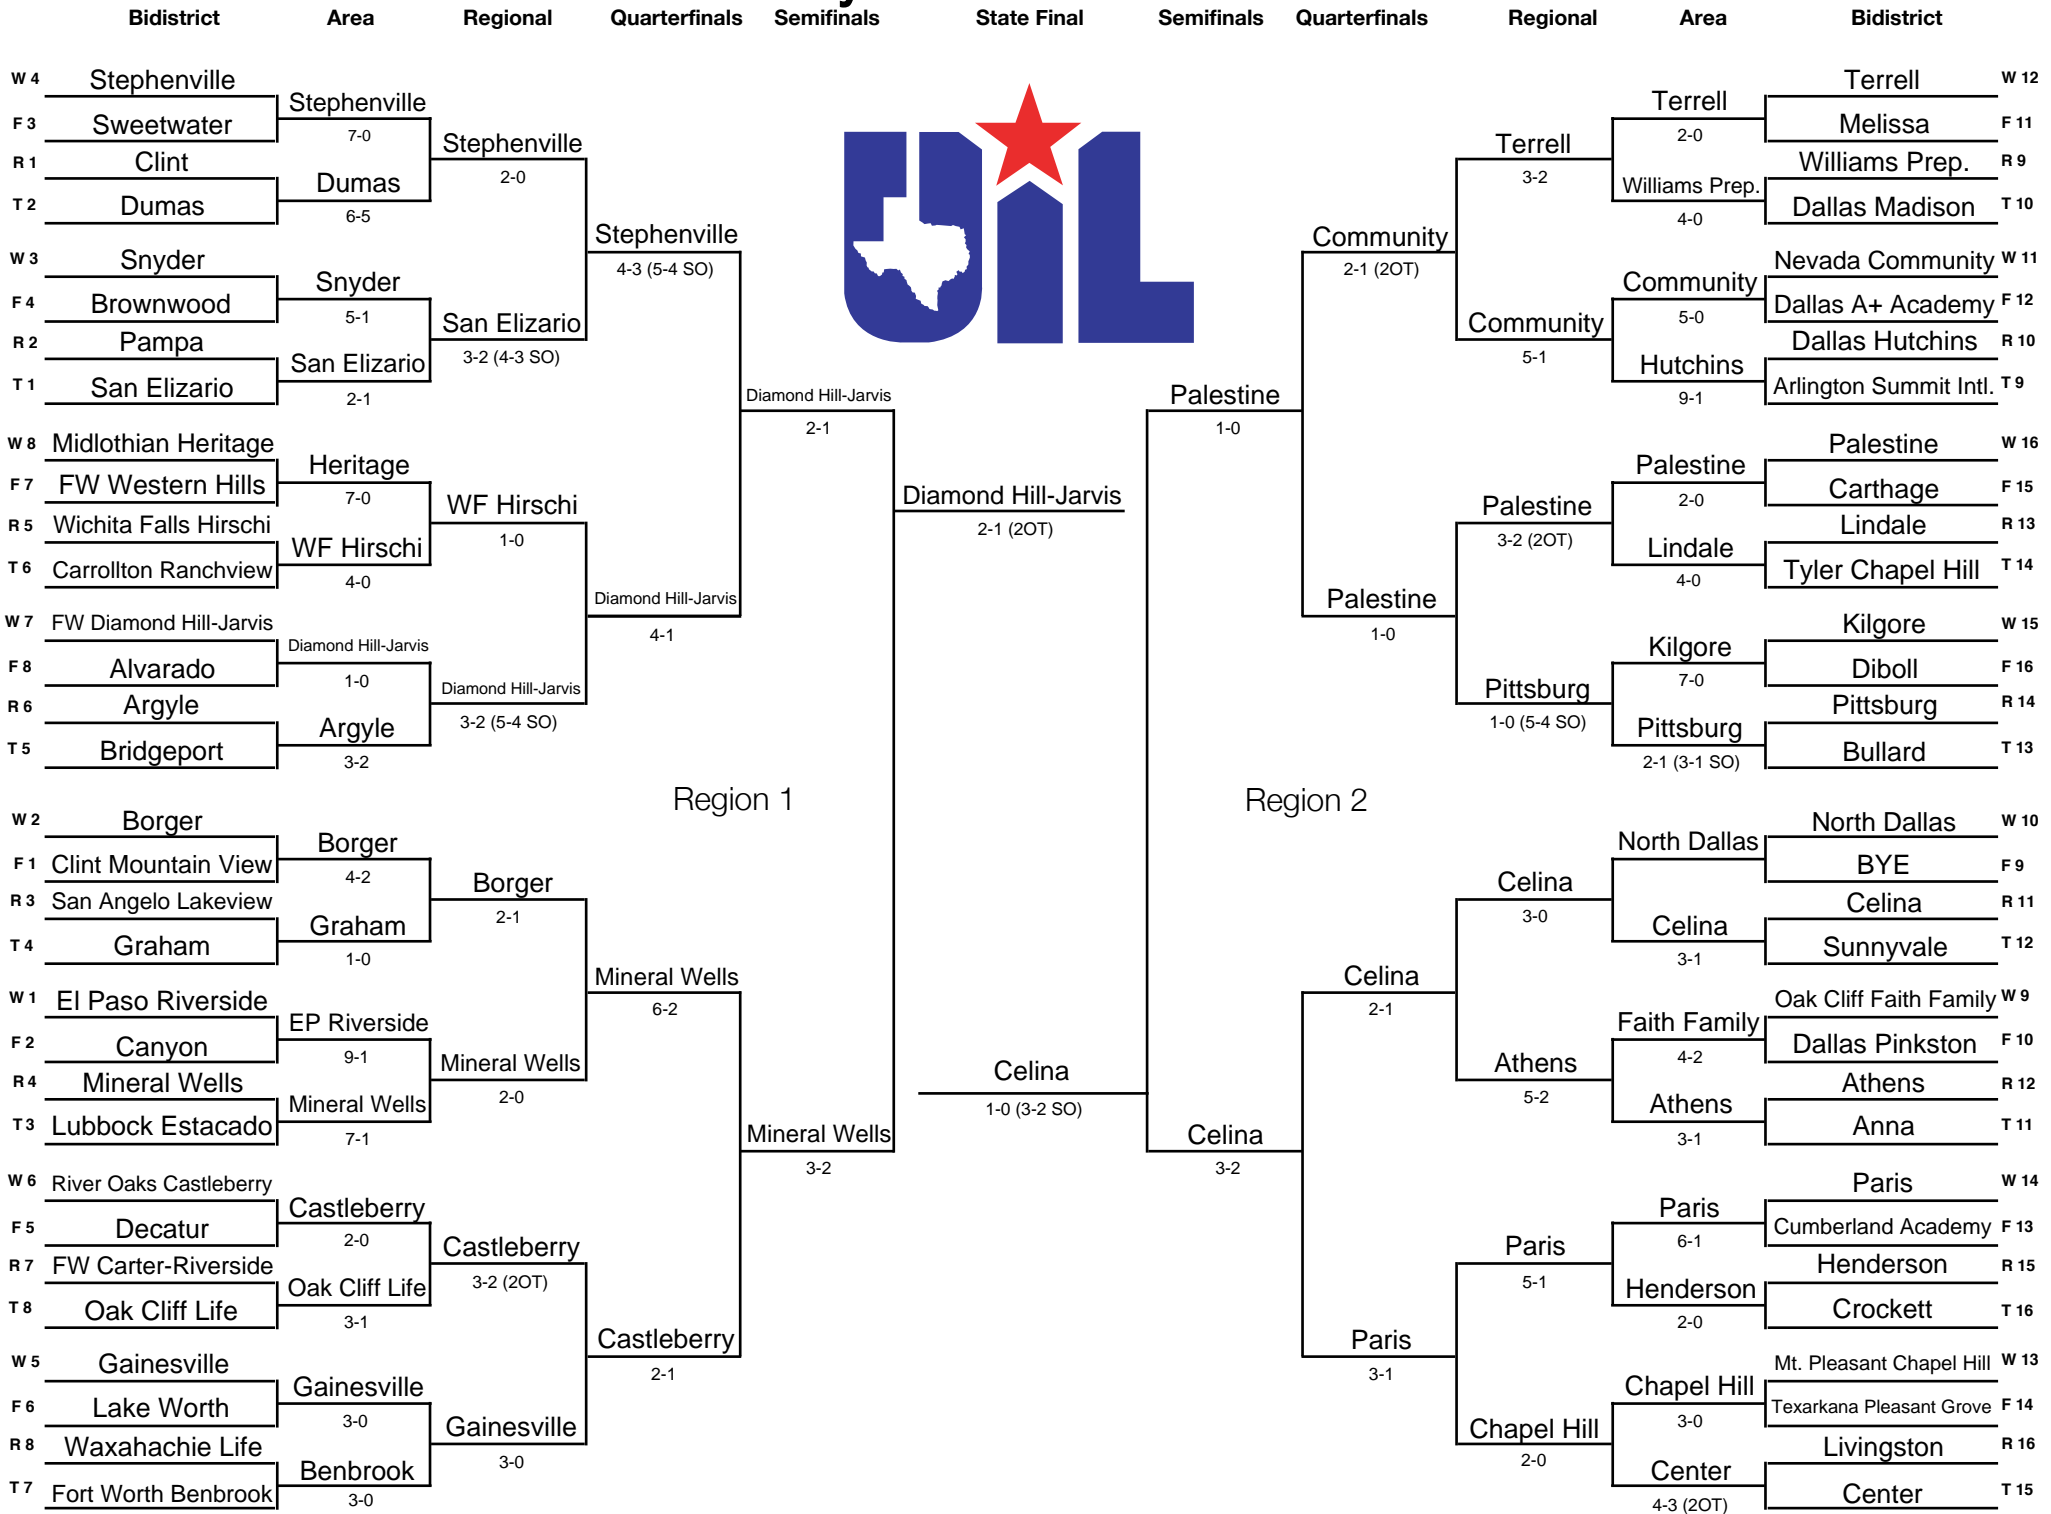 Bidistrict Area Regional Quarterfinals Semifinals State Final Semifinals Quarterfinals Regional Area Bidistrict
W 4 Stephenville
F 3 Sweetwater
R 1 Clint
T 2 Dumas
W 3 Snyder
F 4 Brownwood
R 2 Pampa
T 1 San Elizario
W 8 Midlothian Heritage
F 7 FW Western Hills
R 5 Wichita Falls Hirschi
T 6 Carrollton Ranchview
W 7 FW Diamond Hill-Jarvis
F 8 Alvarado
R 6 Argyle
T 5 Bridgeport
W 2 Borger
F 1 Clint Mountain View
R 3 San Angelo Lakeview
T 4 Graham
W 1 El Paso Riverside
F 2 Canyon
R 4 Mineral Wells
T 3 Lubbock Estacado
W 6 River Oaks Castleberry
F 5 Decatur
R 7 FW Carter-Riverside
T 8 Oak Cliff Life
W 5 Gainesville
F 6 Lake Worth
R 8 Waxahachie Life
T 7 Fort Worth Benbrook
Stephenville
7-0
Dumas
6-5
Snyder
5-1
San Elizario
2-1
Heritage
7-0
WF Hirschi
4-0
Diamond Hill-Jarvis
1-0
Argyle
3-2
Borger
4-2
Graham
1-0
EP Riverside
9-1
Mineral Wells
7-1
Castleberry
2-0
Oak Cliff Life
3-1
Gainesville
3-0
Benbrook
3-0
Stephenville
2-0
San Elizario
3-2 (4-3 SO)
WF Hirschi
1-0
Diamond Hill-Jarvis
3-2 (5-4 SO)
Borger
2-1
Mineral Wells
2-0
Castleberry
3-2 (2OT)
Gainesville
3-0
Stephenville
4-3 (5-4 SO)
Diamond Hill-Jarvis
4-1
Region 1
Mineral Wells
6-2
Castleberry
2-1
Diamond Hill-Jarvis
2-1
Mineral Wells
3-2
UIL
Diamond Hill-Jarvis
2-1 (2OT)
Celina
1-0 (3-2 SO)
Palestine
1-0
Celina
3-2
Community
2-1 (2OT)
Palestine
1-0
Region 2
Celina
2-1
Paris
3-1
Terrell
3-2
Community
5-1
Palestine
3-2 (2OT)
Pittsburg
1-0 (5-4 SO)
Celina
3-0
Athens
5-2
Paris
5-1
Chapel Hill
2-0
Terrell
2-0
Williams Prep.
4-0
Community
5-0
Hutchins
9-1
Palestine
2-0
Lindale
4-0
Kilgore
7-0
Pittsburg
2-1 (3-1 SO)
North Dallas
Celina
3-1
Faith Family
4-2
Athens
3-1
Paris
6-1
Henderson
2-0
Chapel Hill
3-0
Center
4-3 (2OT)
Terrell W 12
Melissa F 11
Williams Prep. R 9
Dallas Madison T 10
Nevada Community W 11
Dallas A+ Academy F 12
Dallas Hutchins R 10
Arlington Summit Intl. T 9
Palestine W 16
Carthage F 15
Lindale R 13
Tyler Chapel Hill T 14
Kilgore W 15
Diboll F 16
Pittsburg R 14
Bullard T 13
North Dallas W 10
BYE F 9
Celina R 11
Sunnyvale T 12
Oak Cliff Faith Family W 9
Dallas Pinkston F 10
Athens R 12
Anna T 11
Paris W 14
Cumberland Academy F 13
Henderson R 15
Crockett T 16
Mt. Pleasant Chapel Hill W 13
Texarkana Pleasant Grove F 14
Livingston R 16
Center T 15